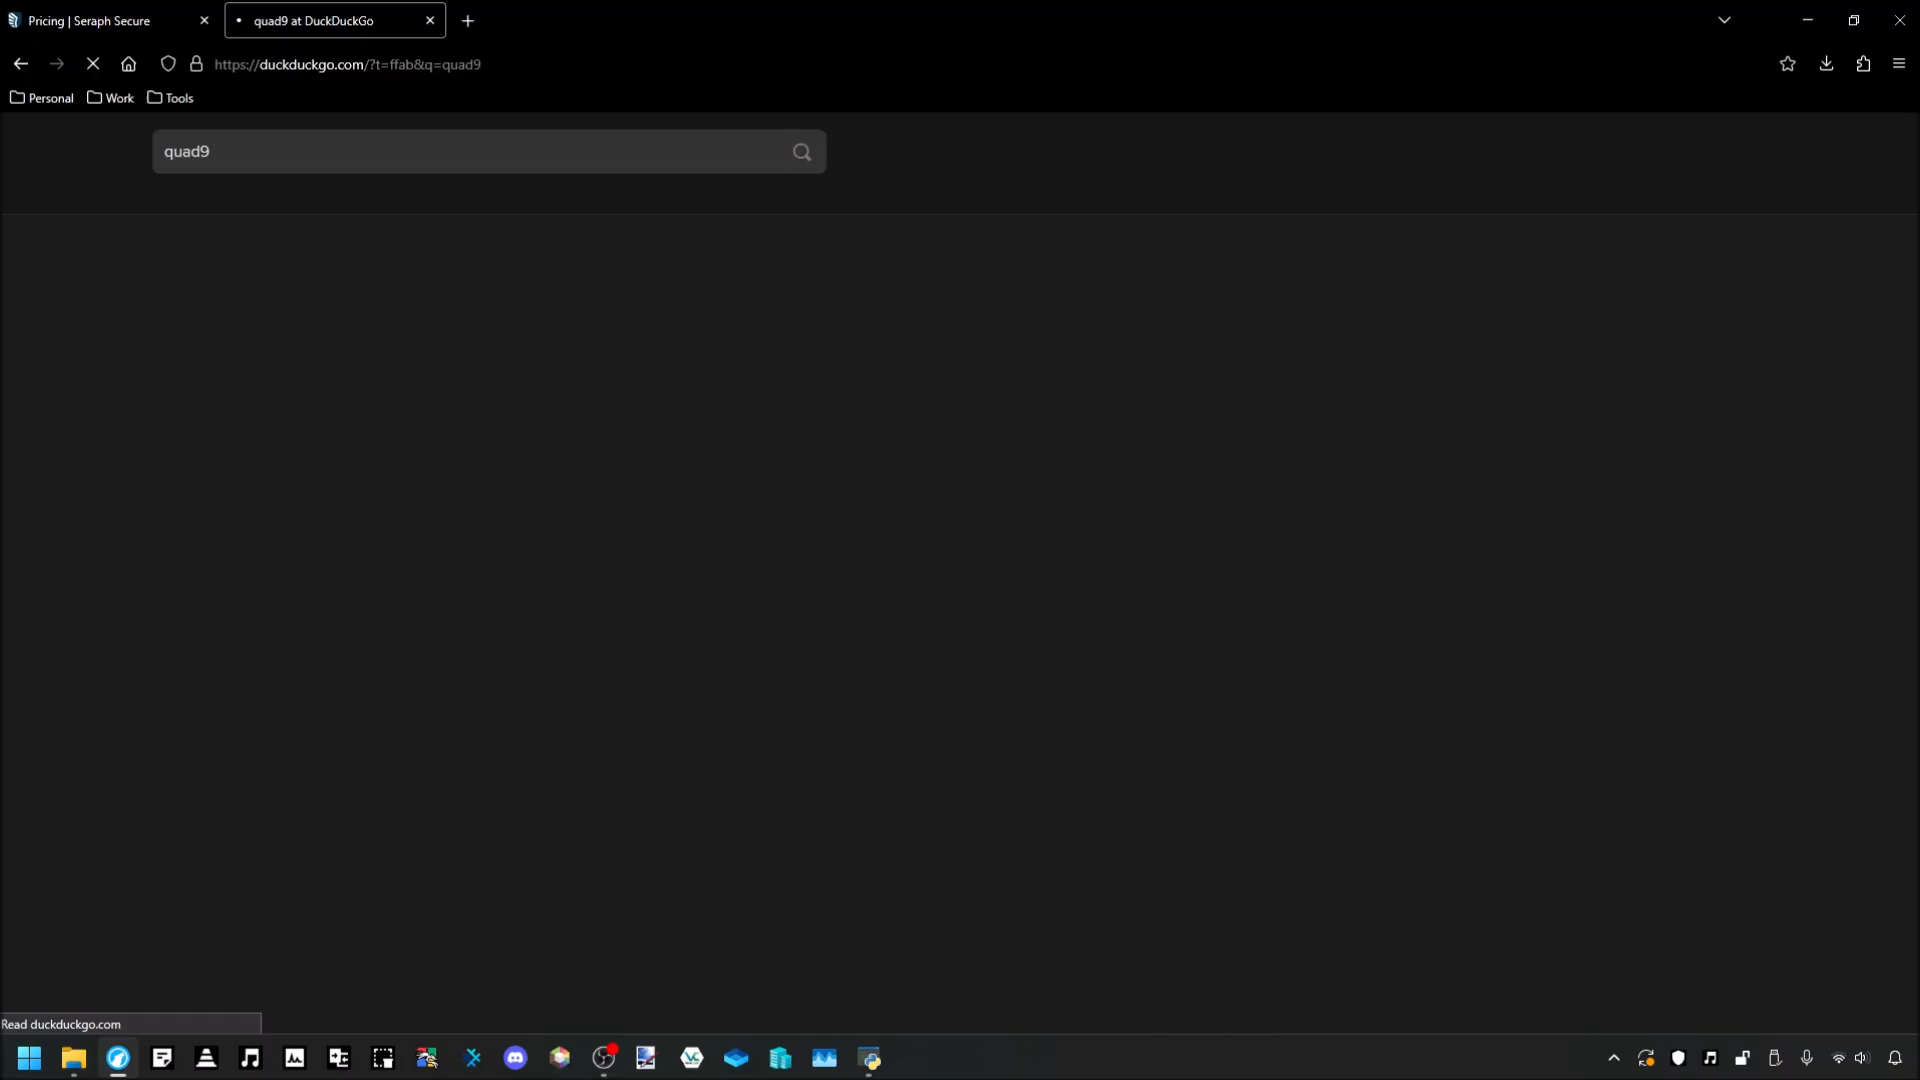 Pricing | Seraph Secure
quad9 at DuckDuckGo
https://duckduckgo.com/?t=ffab&q=quad9
Personal
Work
Tools
quad9
Read duckduckgo.com